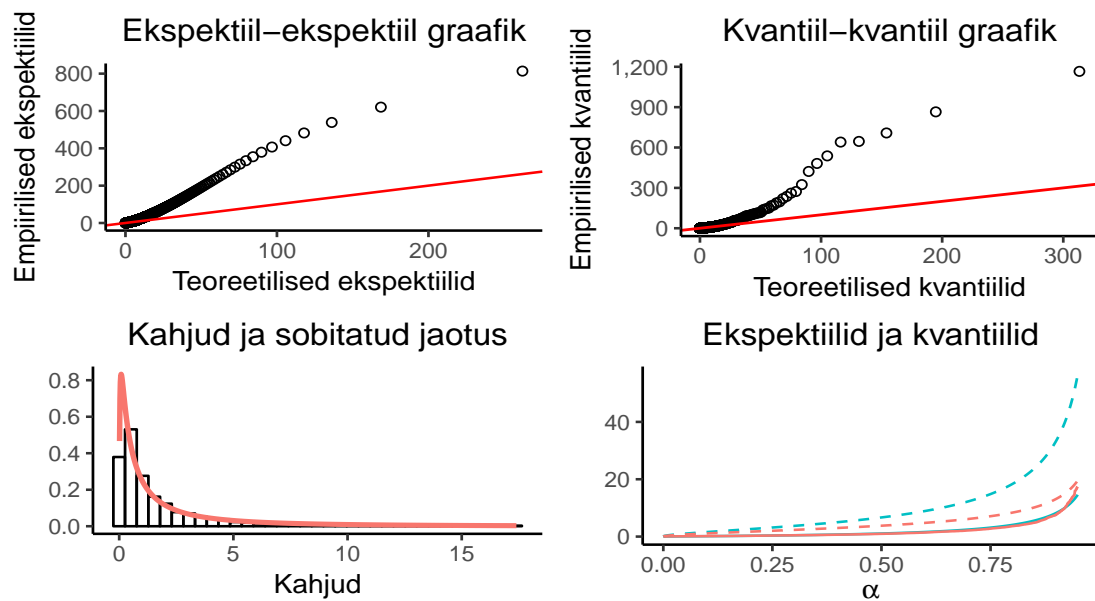 Ekspektiil−ekspektiil graafik
Empiirilised ekspektiilid
800
600
400
200
0
0 100 200
Teoreetilised ekspektiilid
Kvantiil−kvantiil graafik
Empiirilised kvantiilid
1,200
900
600
300
0
0 100 200 300
Teoreetilised kvantiilid
Kahjud ja sobitatud jaotus
0.8
0.6
0.4
0.2
0.0
0 5 10 15
Kahjud
Ekspektiilid ja kvantiilid
40
20
0
0.00 0.25 0.50 0.75
α